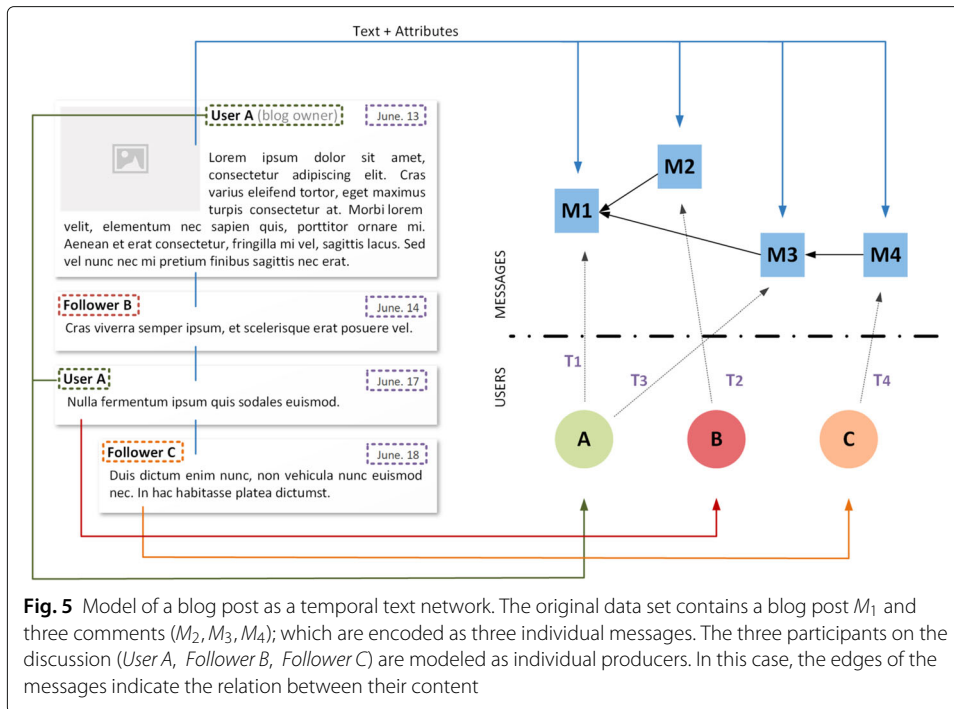 Text + Attributes
User A (blog owner)
June. 13
Lorem ipsum dolor sit amet,
consectetur adipiscing elit. Cras
varius eleifend tortor, eget maximus
turpis consectetur at. Morbi lorem
velit, elementum nec sapien quis, porttitor ornare mi.
Aenean et erat consectetur, fringilla mi vel, sagittis lacus. Sed
vel nunc nec mi pretium finibus sagittis nec erat.
Follower B
June. 14
Cras viverra semper ipsum, et scelerisque erat posuere vel.
User A
June. 17
Nulla fermentum ipsum quis sodales euismod.
Follower C
June. 18
Duis dictum enim nunc, non vehicula nunc euismod
nec. In hac habitasse platea dictumst.
M2
M1
M3
M4
MESSAGES
USERS
T1
T3
T2
T4
A
B
C
Fig. 5 Model of a blog post as a temporal text network. The original data set contains a blog post M1 and
three comments (M2, M3, M4); which are encoded as three individual messages. The three participants on the
discussion (User A, Follower B, Follower C) are modeled as individual producers. In this case, the edges of the
messages indicate the relation between their content